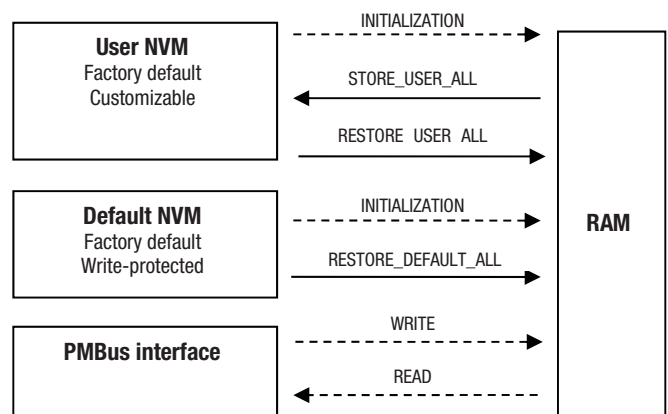 User NVM
Factory default
Customizable
INITIALIZATION
STORE_USER_ALL
RESTORE USER ALL
Default NVM
Factory default
Write-protected
INITIALIZATION
RESTORE_DEFAULT_ALL
RAM
PMBus interface
WRITE
READ